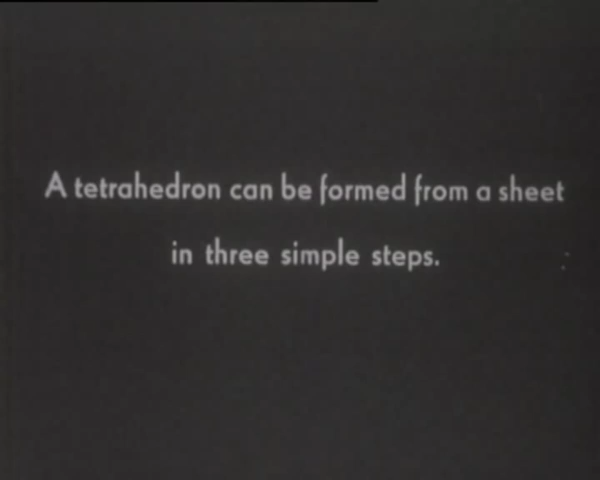 A tetrahedron can be formed from a sheet
in three simple steps.